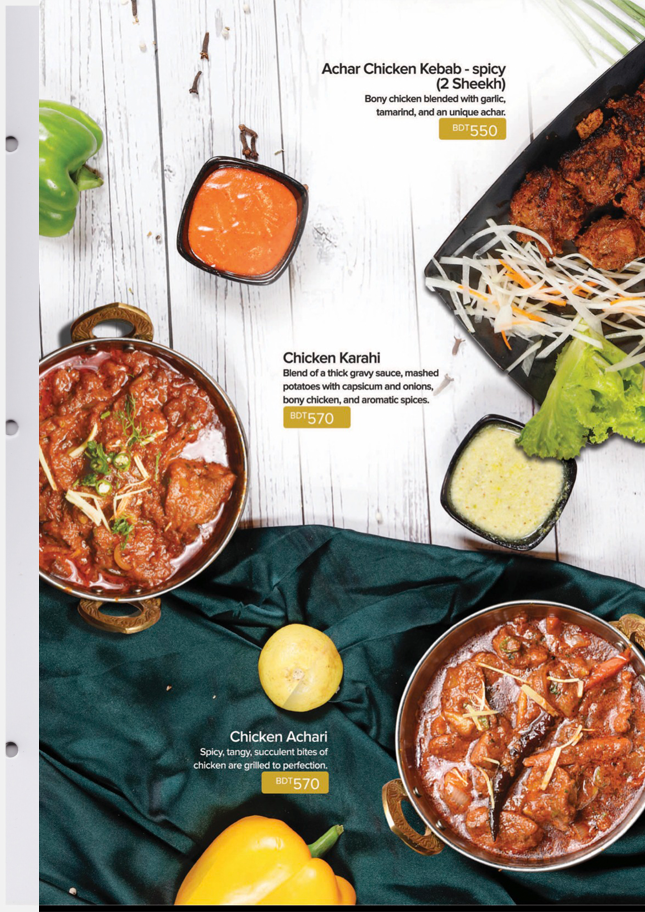 Achar Chicken Kebab - spicy
(2 Sheekh)
Bony chicken blended with garlic,
tamarind, and an unique achar.
BDT550
Chicken Karahi
Blend of a thick gravy sauce, mashed
potatoes with capsicum and onions,
bony chicken, and aromatic spices.
BDT570
Chicken Achari
Spicy, tangy, succulent bites of
chicken are grilled to perfection.
BDT570